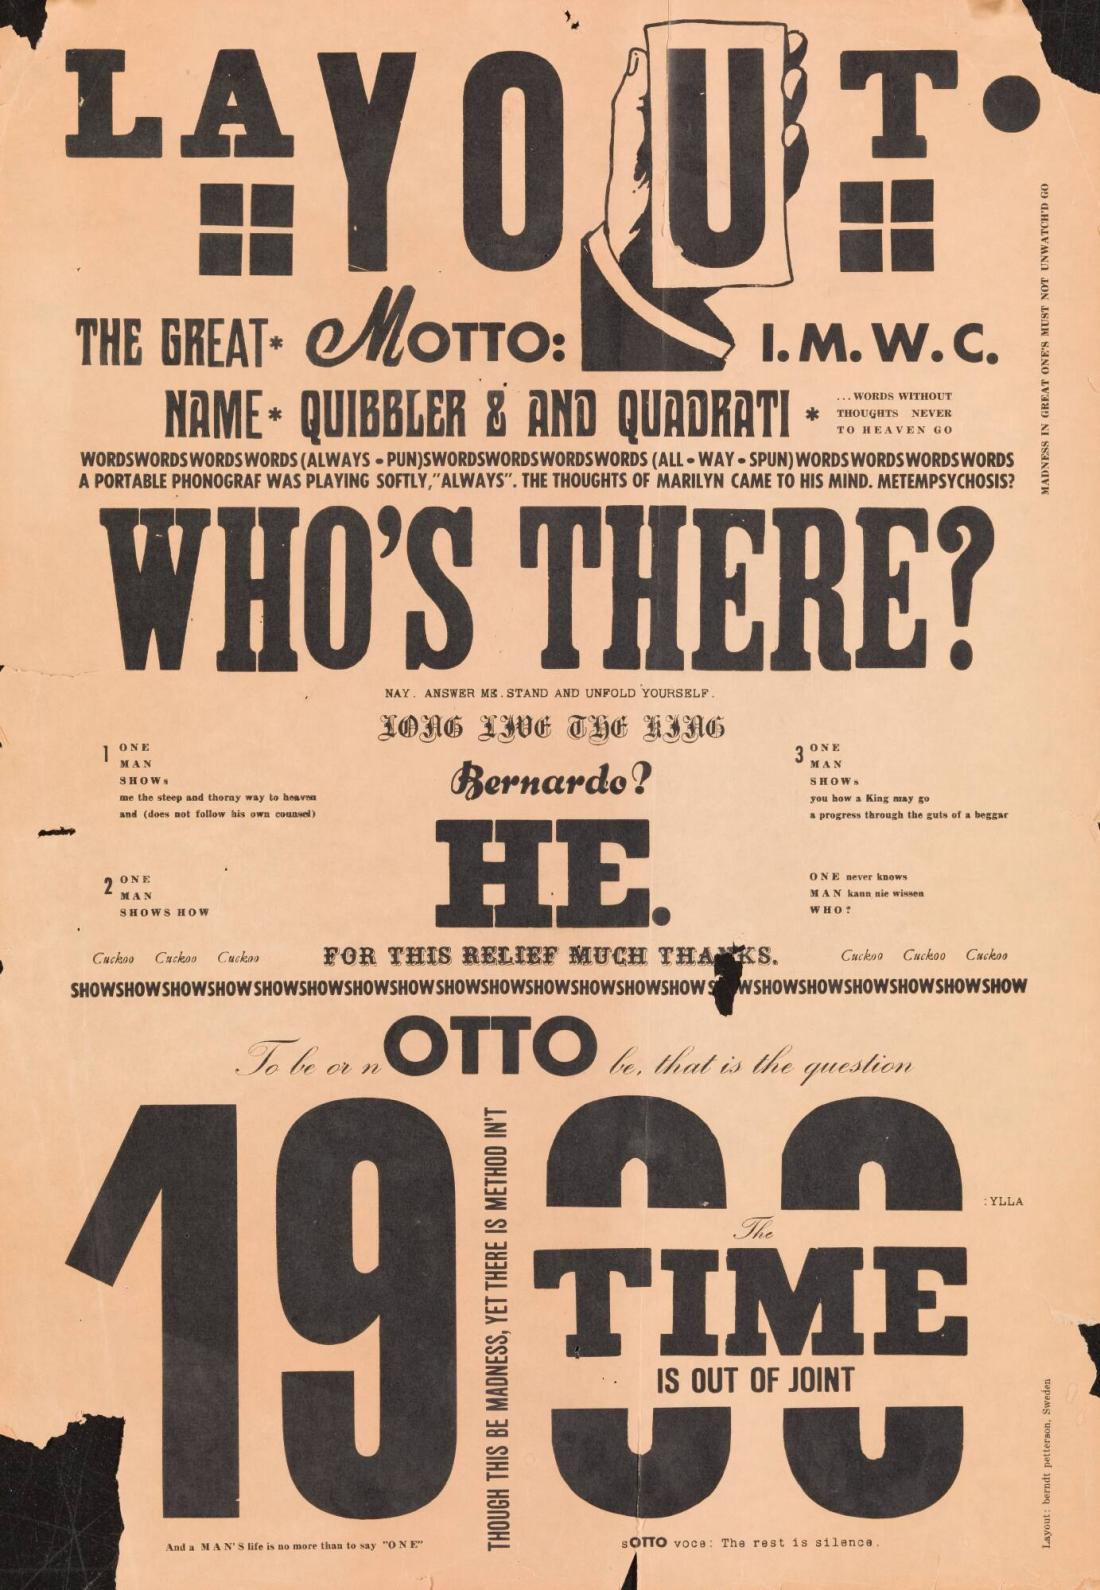 LAYOUT•
THE GREAT* MOTTO: I.M.W.C.
NAME* QUIBBLER & AND QUADRATI *
...WORDS WITHOUT
THOUGHTS NEVER
TO HEAVEN GO
MADNESS IN GREAT ONE'S MUST NOT UNWATCH'D GO
WORDSWORDSWORDSWORDS (ALWAYS • PUN)SWORDSWORDSWORDSWORDS (ALL • WAY • SPUN) WORDSWORDSWORDSWORDS
A PORTABLE PHONOGRAF WAS PLAYING SOFTLY,"ALWAYS". THE THOUGHTS OF MARILYN CAME TO HIS MIND. METEMPSYCHOSIS?
WHO'S THERE?
NAY. ANSWER ME.STAND AND UNFOLD YOURSELF.
LONG LIVE THE KING
Bernardo?
HE.
1 ONE
MAN
SHOWs
me the steep and thorny way to heaven
and (does not follow his own counsel)
2 ONE
MAN
SHOWS HOW
3 ONE
MAN
SHOWs
you how a King may go
a progress through the guts of a beggar
ONE never knows
MAN kann nie wissen
WHO?
Cuckoo Cuckoo Cuckoo FOR THIS RELIEF MUCH THANKS. Cuckoo Cuckoo Cuckoo
SHOWSHOWSHOWSHOWSHOWSHOWSHOWSHOWSHOWSHOWSHOWSHOWSHOWSHOWSHOWSHOWSHOWSHOWSHOWSHOWSHOW
To be or nOTTO be, that is the question
1900
THOUGH THIS BE MADNESS, YET THERE IS METHOD IN'T
The
TIME
IS OUT OF JOINT
:YLLA
Layout: berndt petterson, Sweden
And a MAN'S life is no more than to say "ONE"
sOTTO voce: The rest is silence.